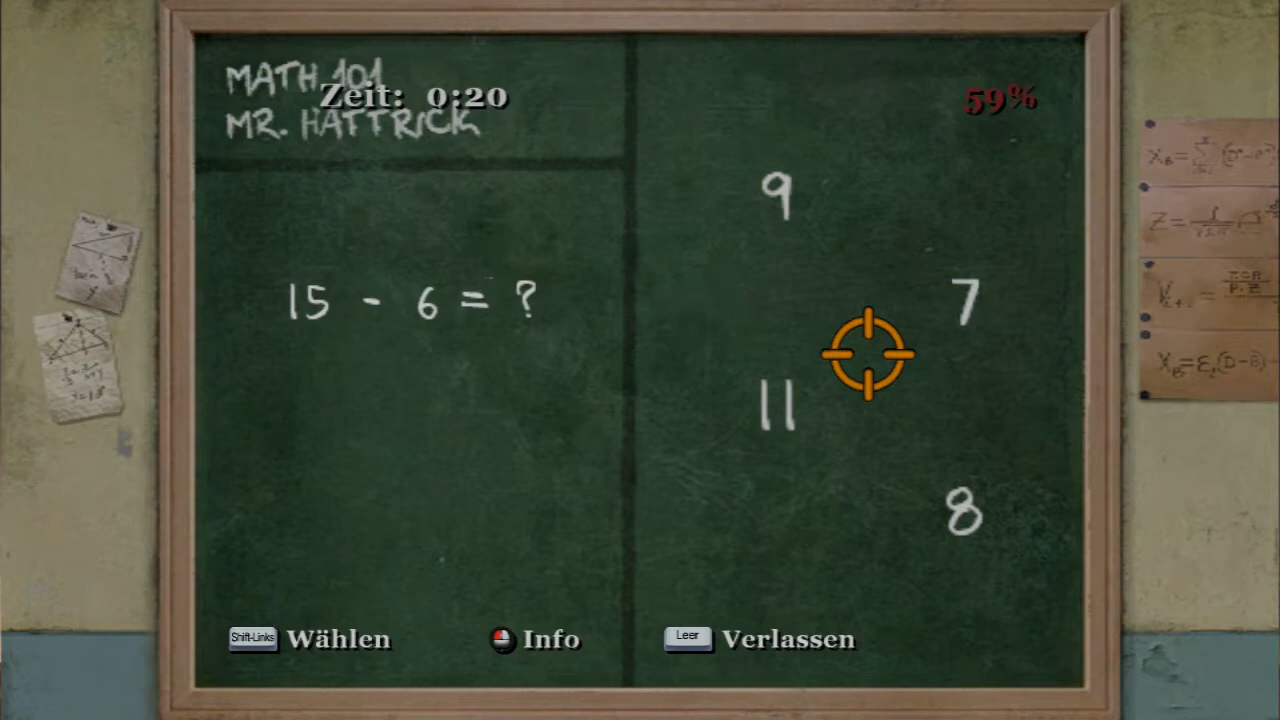 MATH 101
Zeit: 0:20
59%
MR. HATTRICK
9
15 - 6 = ?
7
11
8
Shift-Links Wählen
Info
Leer Verlassen